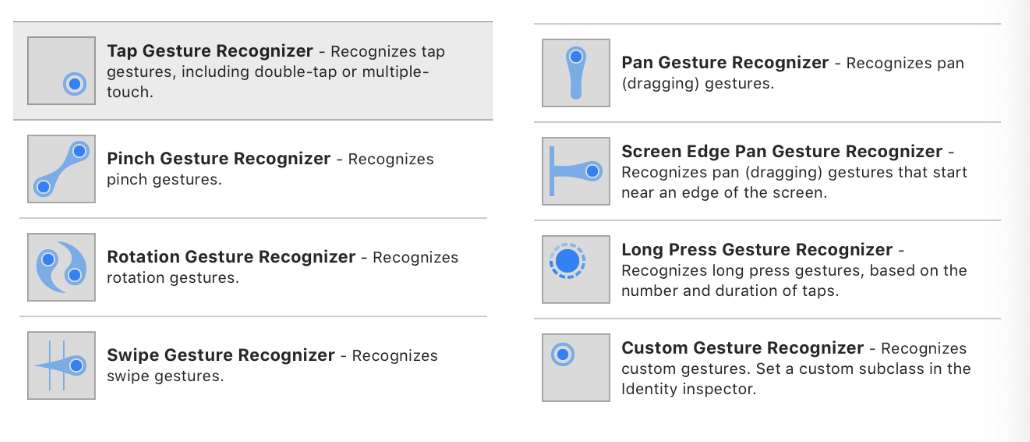 Tap Gesture Recognizer - Recognizes tap
gestures, including double-tap or multiple-
touch.
Pinch Gesture Recognizer - Recognizes
pinch gestures.
Rotation Gesture Recognizer - Recognizes
rotation gestures.
Swipe Gesture Recognizer - Recognizes
swipe gestures.
Pan Gesture Recognizer - Recognizes pan
(dragging) gestures.
Screen Edge Pan Gesture Recognizer -
Recognizes pan (dragging) gestures that start
near an edge of the screen.
Long Press Gesture Recognizer -
Recognizes long press gestures, based on the
number and duration of taps.
Custom Gesture Recognizer - Recognizes
custom gestures. Set a custom subclass in the
Identity inspector.